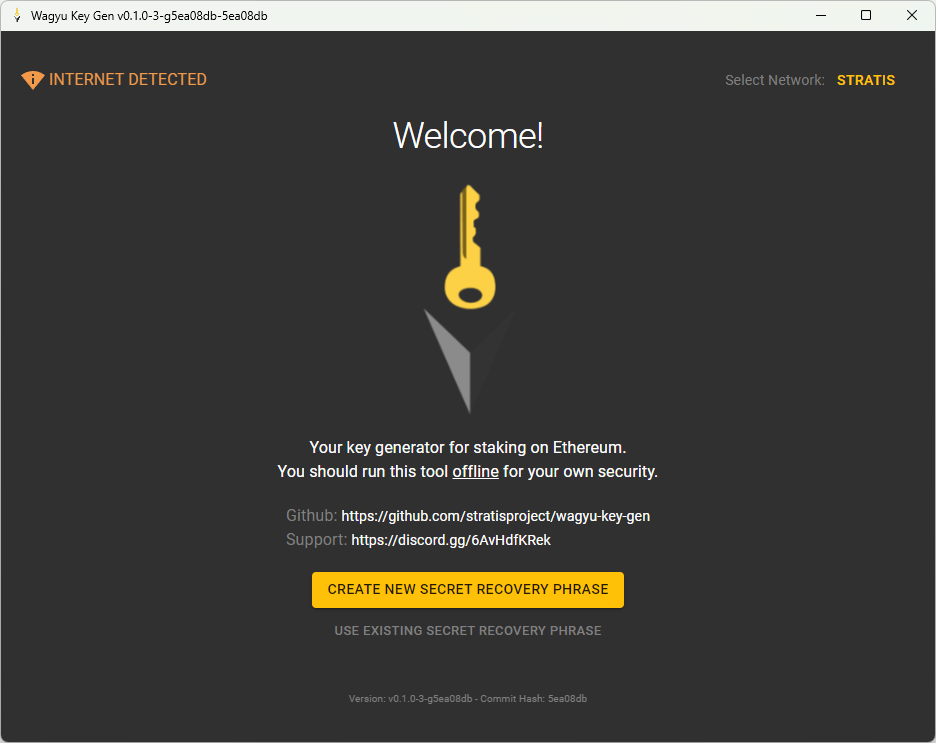 Wagyu Key Gen v0.1.0-3-g5ea08db-5ea08db
INTERNET DETECTED
Select Network: STRATIS
Welcome!
Your key generator for staking on Ethereum.
You should run this tool offline for your own security.
Github: https://github.com/stratisproject/wagyu-key-gen
Support: https://discord.gg/6AvHdfKRek
CREATE NEW SECRET RECOVERY PHRASE
USE EXISTING SECRET RECOVERY PHRASE
Version: v0.1.0-3-g5ea08db - Commit Hash: 5ea08db